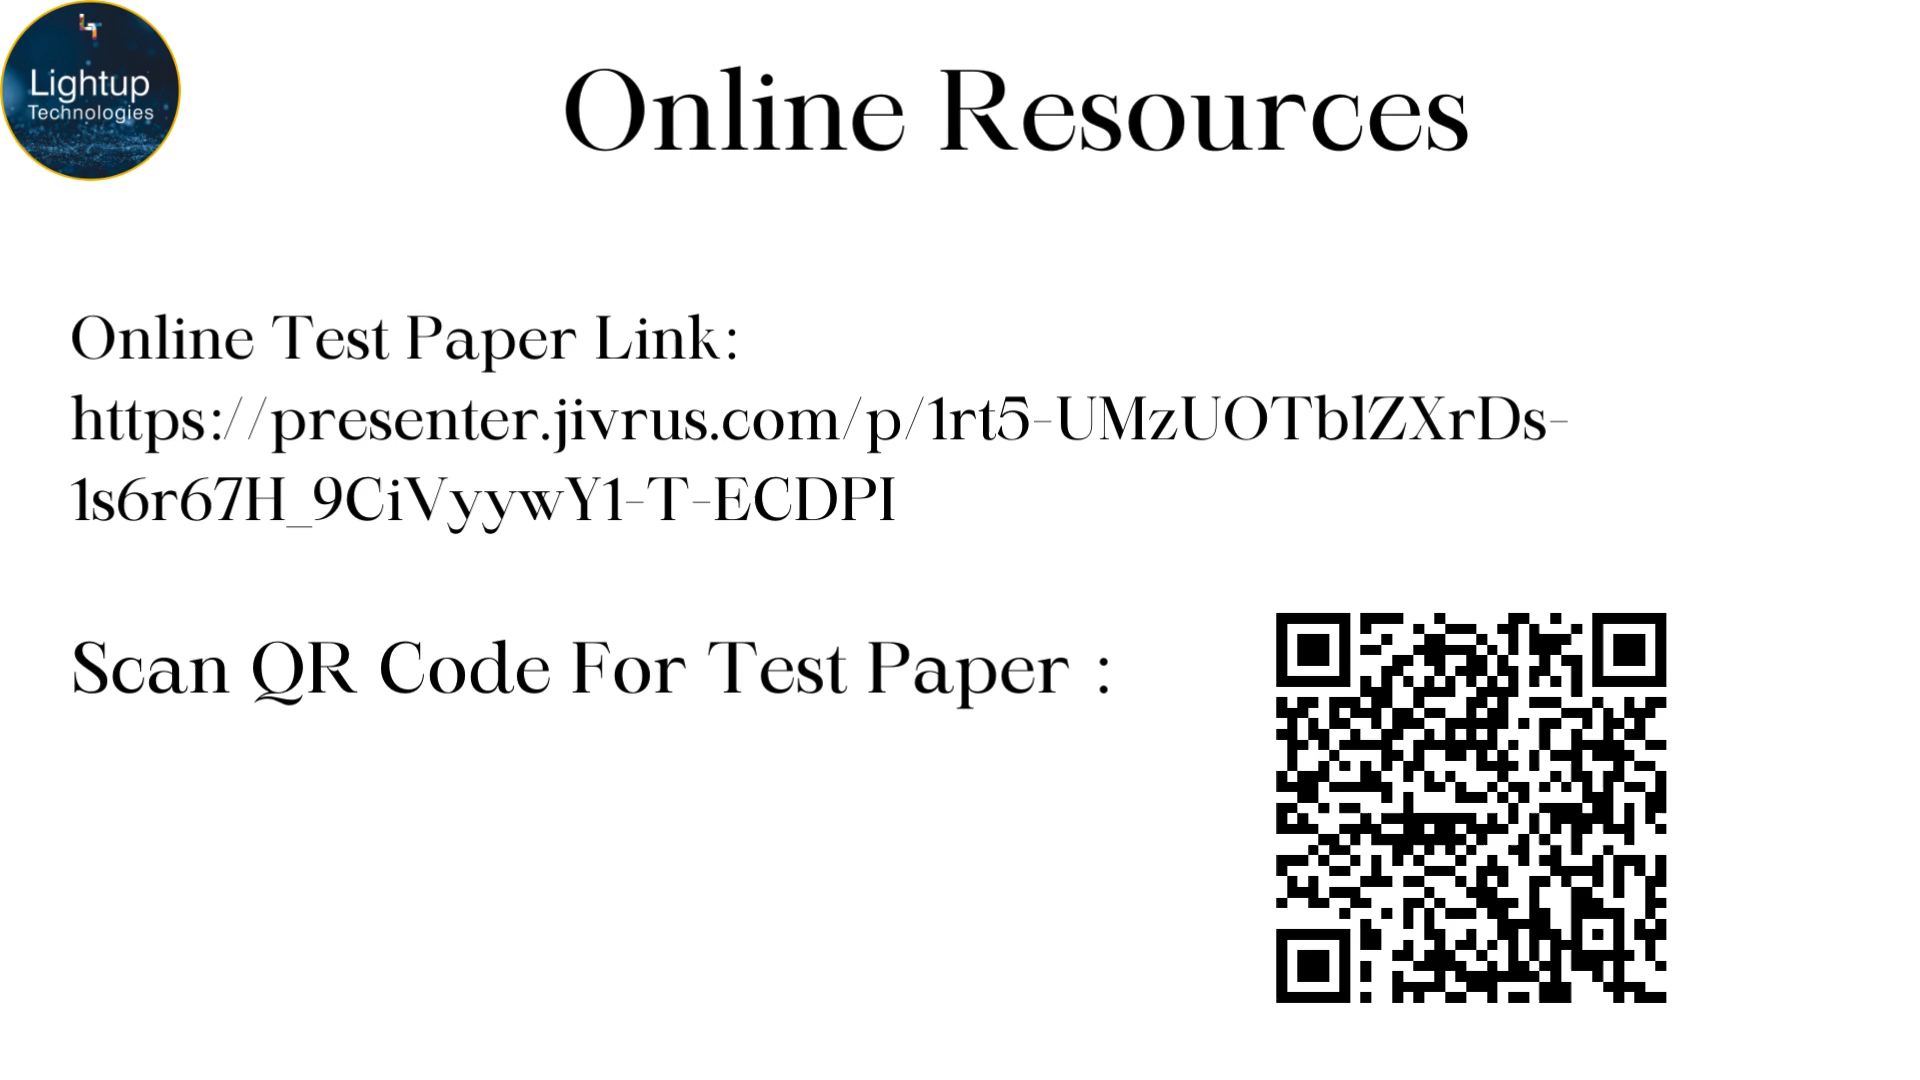 Lightup
Technologies
Online Resources
Online Test Paper Link:
https://presenter.jivrus.com/p/1rt5-UMzUOTblZXrDs-
1s6r67H_9CiVyywY1-T-ECDPI
Scan QR Code For Test Paper :